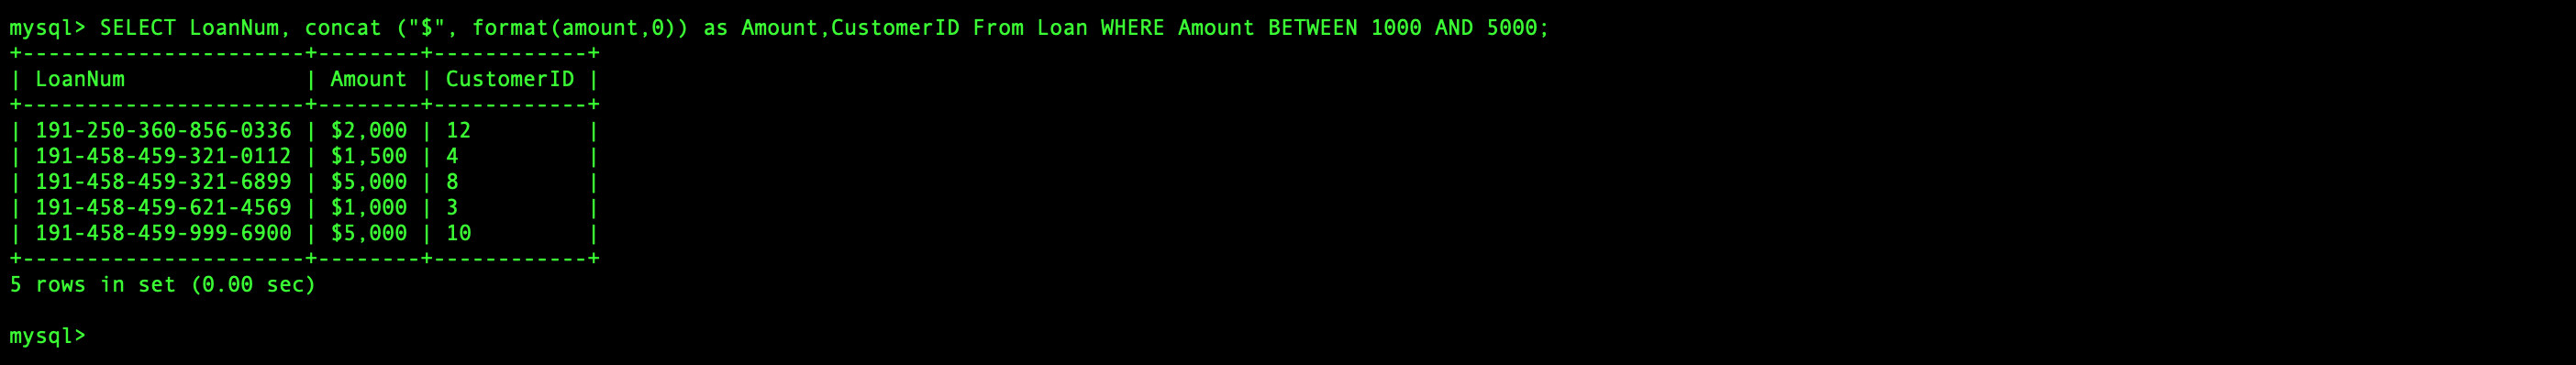 mysql> SELECT LoanNum, concat ("$", format(amount,0)) as Amount,CustomerID From Loan WHERE Amount BETWEEN 1000 AND 5000;
+----------------------+--------+------------+
| LoanNum              | Amount | CustomerID |
+----------------------+--------+------------+
| 191-250-360-856-0336 | $2,000 | 12         |
| 191-458-459-321-0112 | $1,500 | 4          |
| 191-458-459-321-6899 | $5,000 | 8          |
| 191-458-459-621-4569 | $1,000 | 3          |
| 191-458-459-999-6900 | $5,000 | 10         |
+----------------------+--------+------------+
5 rows in set (0.00 sec)
mysql>